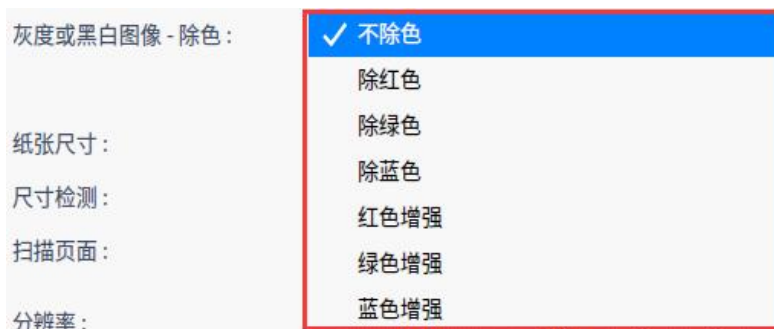 灰度或黑白图像 - 除色 :
✓ 不除色
除红色
除绿色
纸张尺寸 :
除蓝色
尺寸检测 :
红色增强
扫描页面 :
绿色增强
蓝色增强
分辨率 :